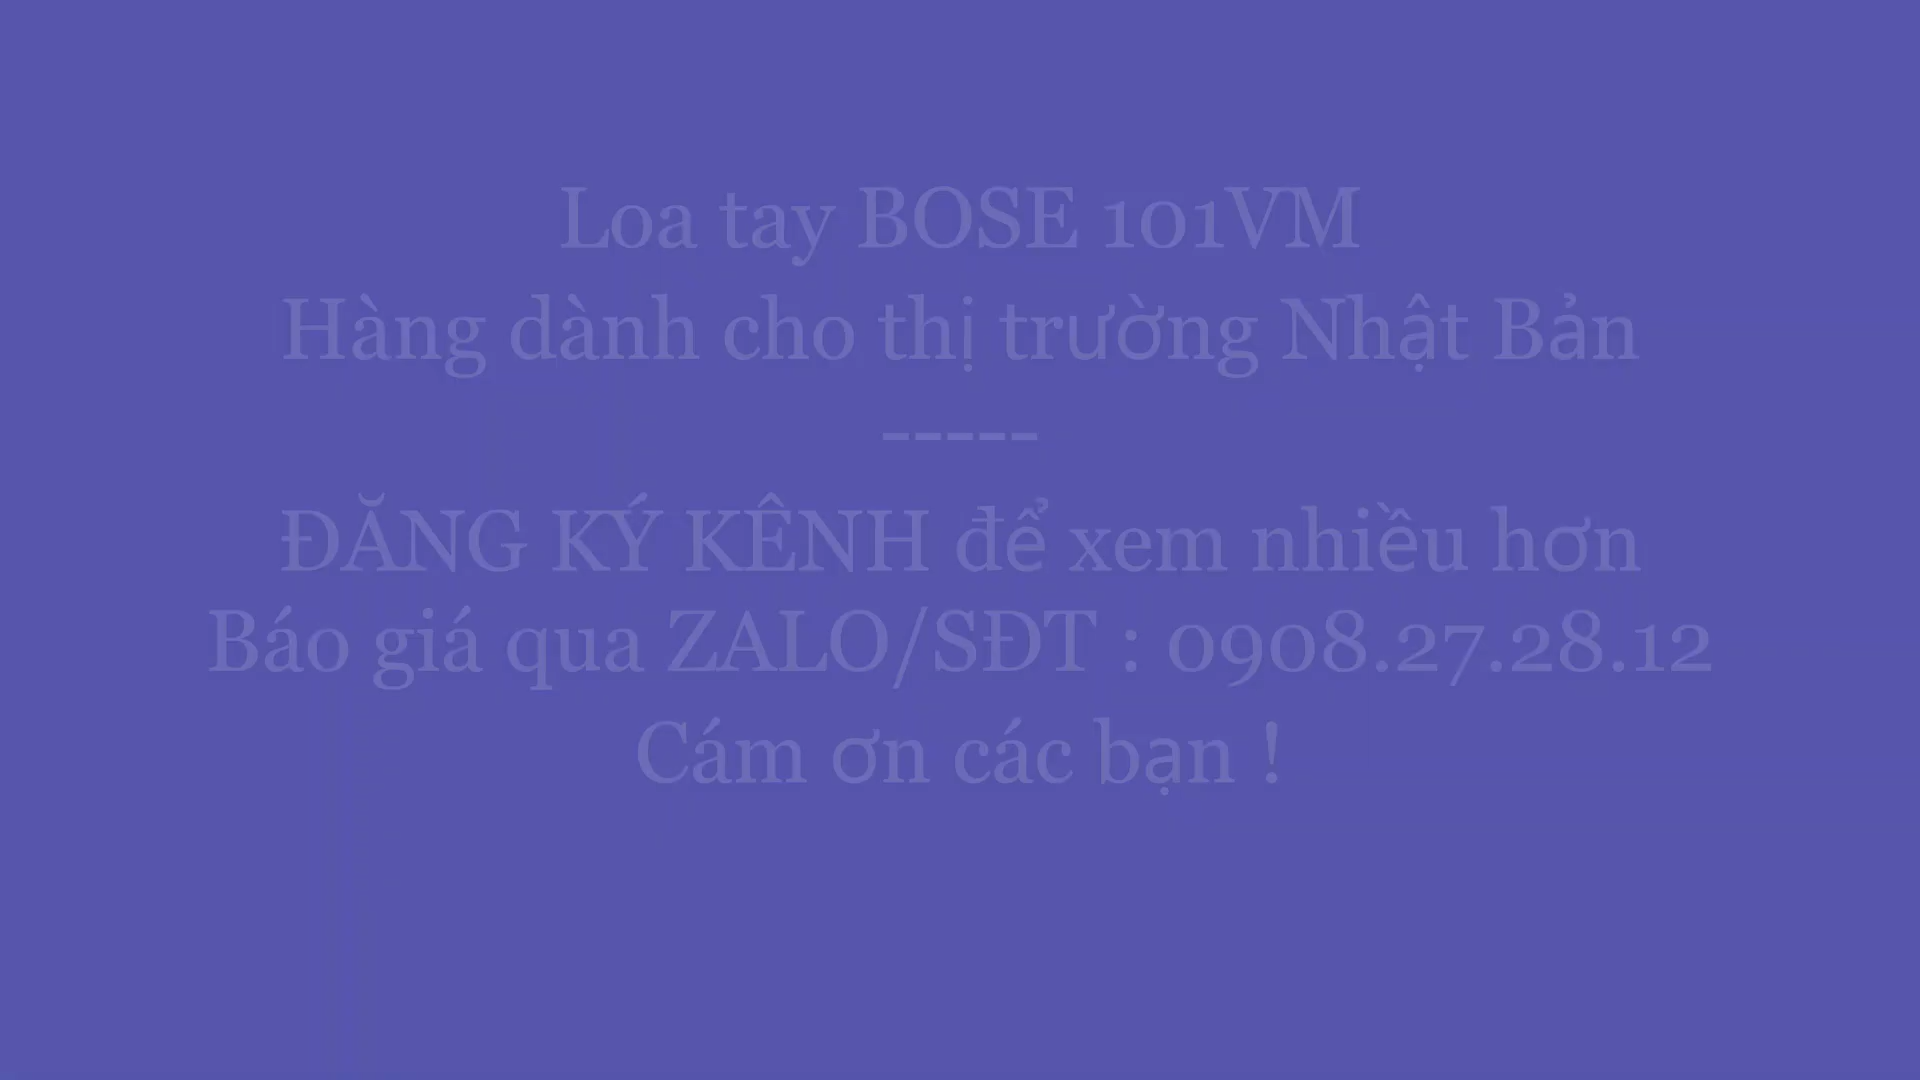 Loa tay BOSE 101VM
Hàng dành cho thị trường Nhật Bản
-----
ĐĂNG KÝ KÊNH để xem nhiều hơn
Báo giá qua ZALO/SĐT : 0908.27.28.12
Cám ơn các bạn !